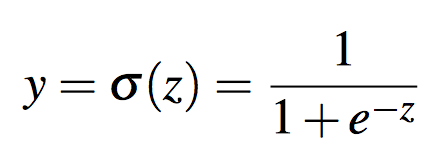 y = σ(z) = 1 / (1 + e^{-z})